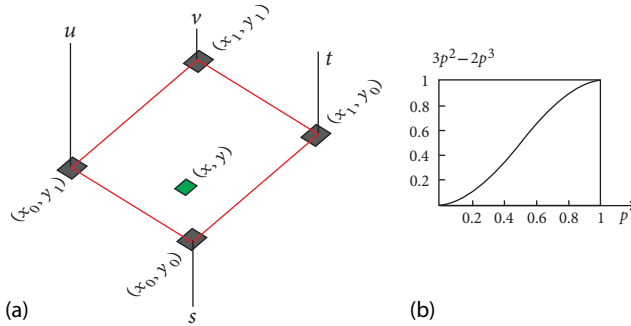 u
v
t
(x₁, y₁)
(x₁, y₀)
(x, y)
(x₀, y₁)
(x₀, y₀)
s
(a)
3p² − 2p³
1
0.8
0.6
0.4
0.2
0.2 0.4 0.6 0.8 1
p
(b)